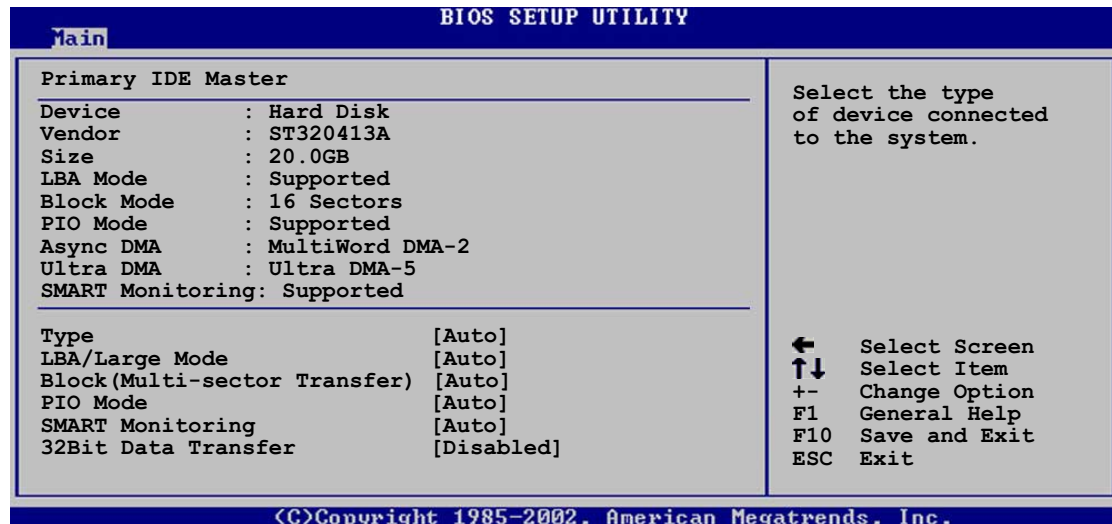 BIOS SETUP UTILITY
Main
Primary IDE Master
Device : Hard Disk
Vendor : ST320413A
Size : 20.0GB
LBA Mode : Supported
Block Mode : 16 Sectors
PIO Mode : Supported
Async DMA : MultiWord DMA-2
Ultra DMA : Ultra DMA-5
SMART Monitoring: Supported
Type [Auto]
LBA/Large Mode [Auto]
Block(Multi-sector Transfer) [Auto]
PIO Mode [Auto]
SMART Monitoring [Auto]
32Bit Data Transfer [Disabled]
Select the type
of device connected
to the system.
← Select Screen
↑↓ Select Item
+- Change Option
F1 General Help
F10 Save and Exit
ESC Exit
(C)Copyright 1985-2002, American Megatrends, Inc.